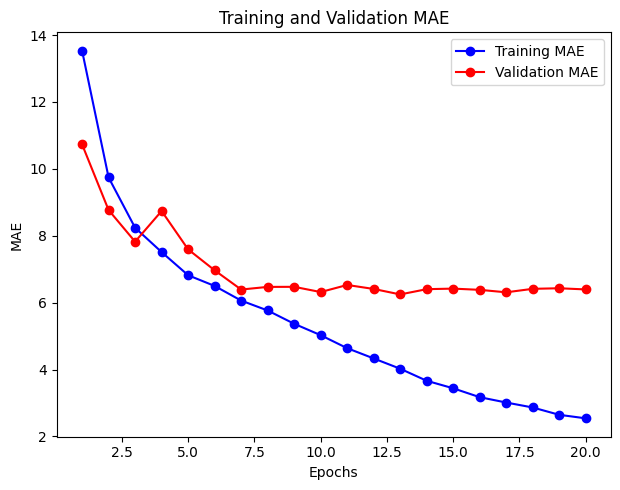 Training and Validation MAE
Training MAE
Validation MAE
14
12
10
8
6
4
2
MAE
2.5 5.0 7.5 10.0 12.5 15.0 17.5 20.0
Epochs